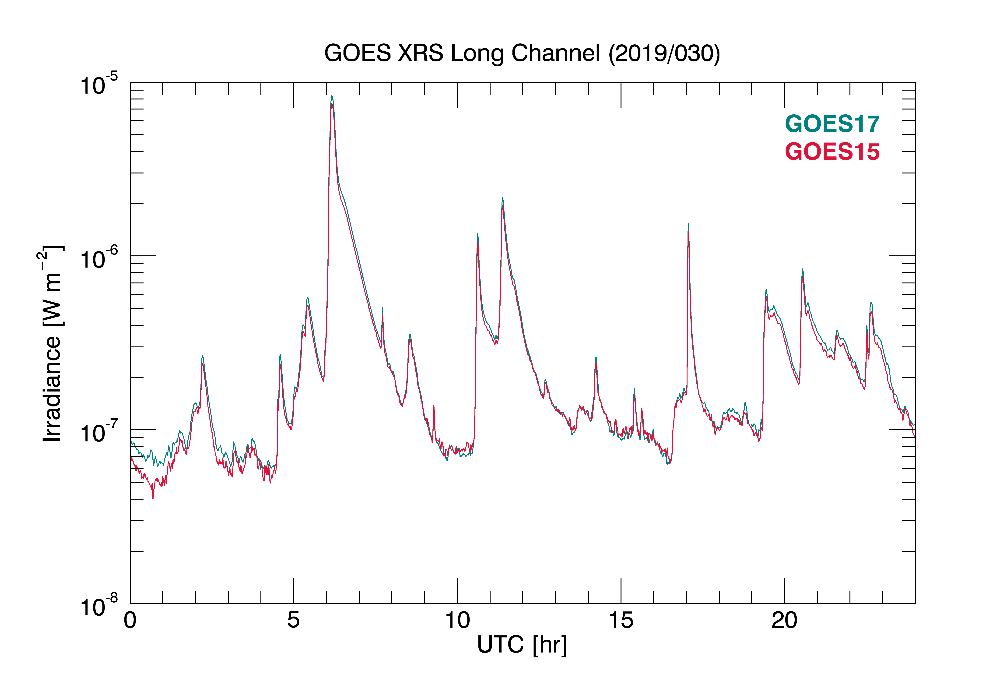 GOES XRS Long Channel (2019/030)
GOES17
GOES15
Irradiance [W m⁻²]
10⁻⁵
10⁻⁶
10⁻⁷
10⁻⁸
0 5 10 15 20
UTC [hr]